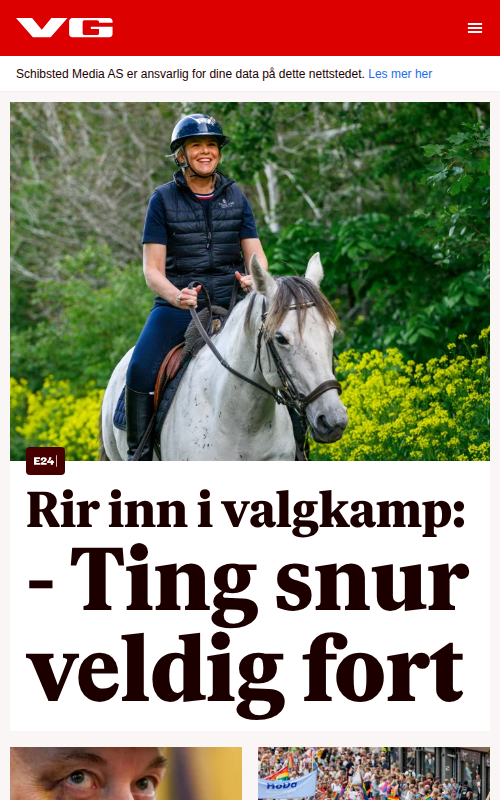 VG
Schibsted Media AS er ansvarlig for dine data på dette nettstedet. Les mer her
E24
Rir inn i valgkamp:
- Ting snur
veldig fort